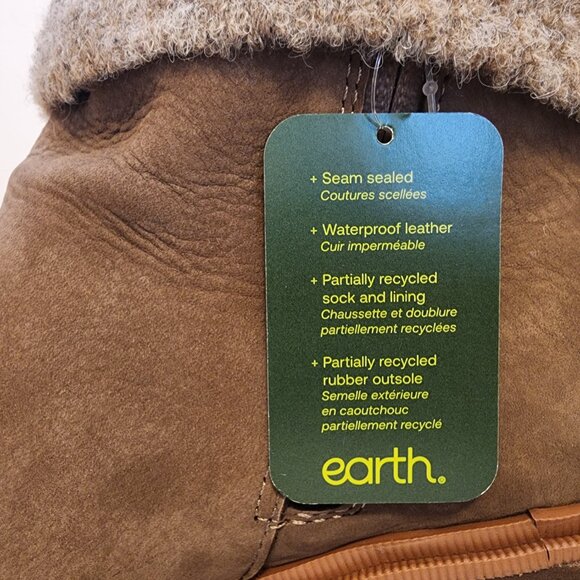 + Seam sealed
Coutures scellées
+ Waterproof leather
Cuir imperméable
+ Partially recycled
sock and lining
Chaussette et doublure
partiellement recyclées
+ Partially recycled
rubber outsole
Semelle extérieure
en caoutchouc
partiellement recyclé
earth.